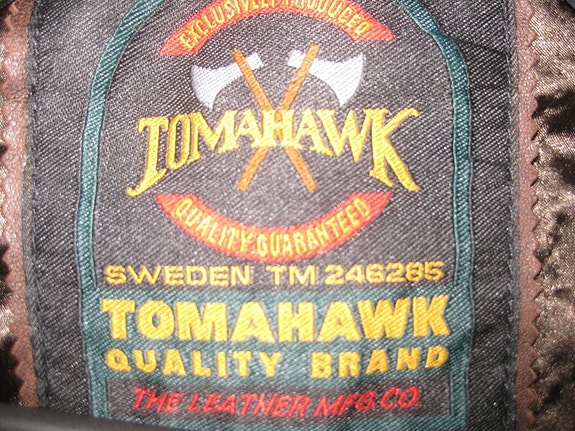 EXCLUSIVELY PRODUCED
TOMAHAWK
QUALITY GUARANTEED
SWEDEN TM 246285
TOMAHAWK
QUALITY BRAND
THE LEATHER MFG.CO.